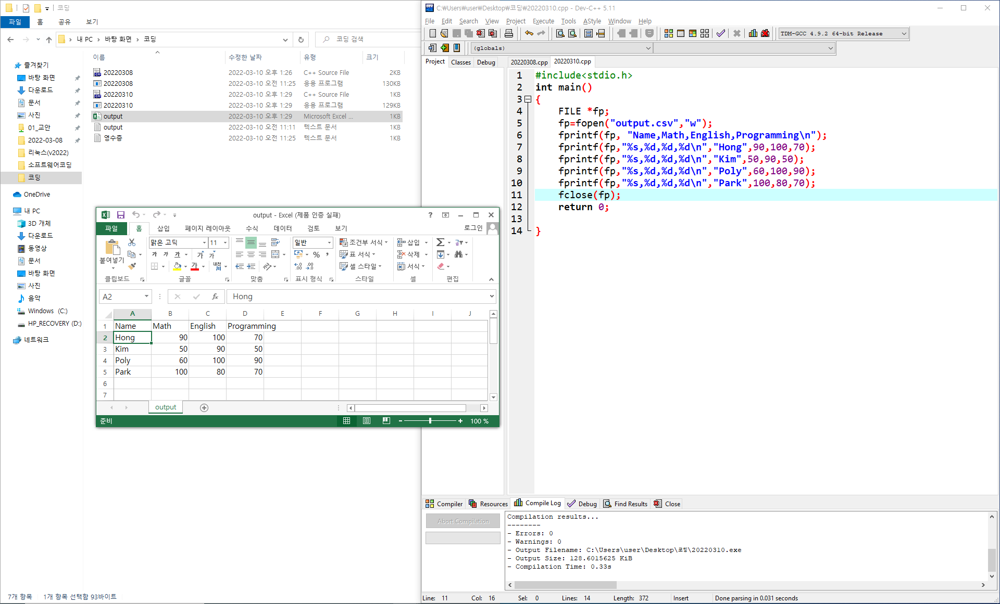 코딩
파일 홈 공유 보기
내 PC 바탕 화면 코딩
코딩 검색
이름 수정한 날짜 유형 크기
20220308 2022-03-10 오후 1:26 C++ Source File 2KB
20220308 2022-03-10 오전 11:25 응용 프로그램 130KB
20220310 2022-03-10 오후 1:29 C++ Source File 1KB
20220310 2022-03-10 오후 1:29 응용 프로그램 129KB
output 2022-03-10 오후 1:29 Microsoft Excel ... 1KB
output 2022-03-10 오전 11:11 텍스트 문서 1KB
영수증 2022-03-10 오전 11:25 텍스트 문서 1KB
즐겨찾기
바탕 화면
다운로드
문서
사진
01_교안
2022-03-08
리눅스(v2022)
소프트웨어코딩
코딩
OneDrive
내 PC
3D 개체
다운로드
동영상
문서
바탕 화면
사진
음악
Windows (C:)
HP_RECOVERY (D:)
네트워크
7개 항목 1개 항목 선택함 93바이트
output - Excel (제품 인증 실패)
파일 홈 삽입 페이지 레이아웃 수식 데이터 검토 보기 로그인
붙여넣기
맑은 고딕 11
가 가 가 가 가
가 내천
일반
% ,
조건부 서식
표 서식
셀 스타일
삽입
삭제
서식
클립보드 글꼴 맞춤 표시 형식 스타일 셀 편집
A2 fx Hong
A B C D E F G H I J
1 Name Math English Programming
2 Hong 90 100 70
3 Kim 50 90 50
4 Poly 60 100 90
5 Park 100 80 70
6
7
output
준비 100 %
C:₩Users₩user₩Desktop₩코딩₩20220310.cpp - Dev-C++ 5.11
File Edit Search View Project Execute Tools AStyle Window Help
TDM-GCC 4.9.2 64-bit Release
(globals)
Project Classes Debug
20220308.cpp 20220310.cpp
1 #include<stdio.h>
2 int main()
3 {
4 FILE *fp;
5 fp=fopen("output.csv","w");
6 fprintf(fp, "Name,Math,English,Programming\n");
7 fprintf(fp,"%s,%d,%d,%d\n","Hong",90,100,70);
8 fprintf(fp,"%s,%d,%d,%d\n","Kim",50,90,50);
9 fprintf(fp,"%s,%d,%d,%d\n","Poly",60,100,90);
10 fprintf(fp,"%s,%d,%d,%d\n","Park",100,80,70);
11 fclose(fp);
12 return 0;
13
14 }
Compiler Resources Compile Log Debug Find Results Close
Abort Compilation
Compilation results...
--------
- Errors: 0
- Warnings: 0
- Output Filename: C:\Users\user\Desktop\코딩\20220310.exe
- Output Size: 128.6015625 KiB
- Compilation Time: 0.33s
Line: 11 Col: 16 Sel: 0 Lines: 14 Length: 372 Insert Done parsing in 0.031 seconds